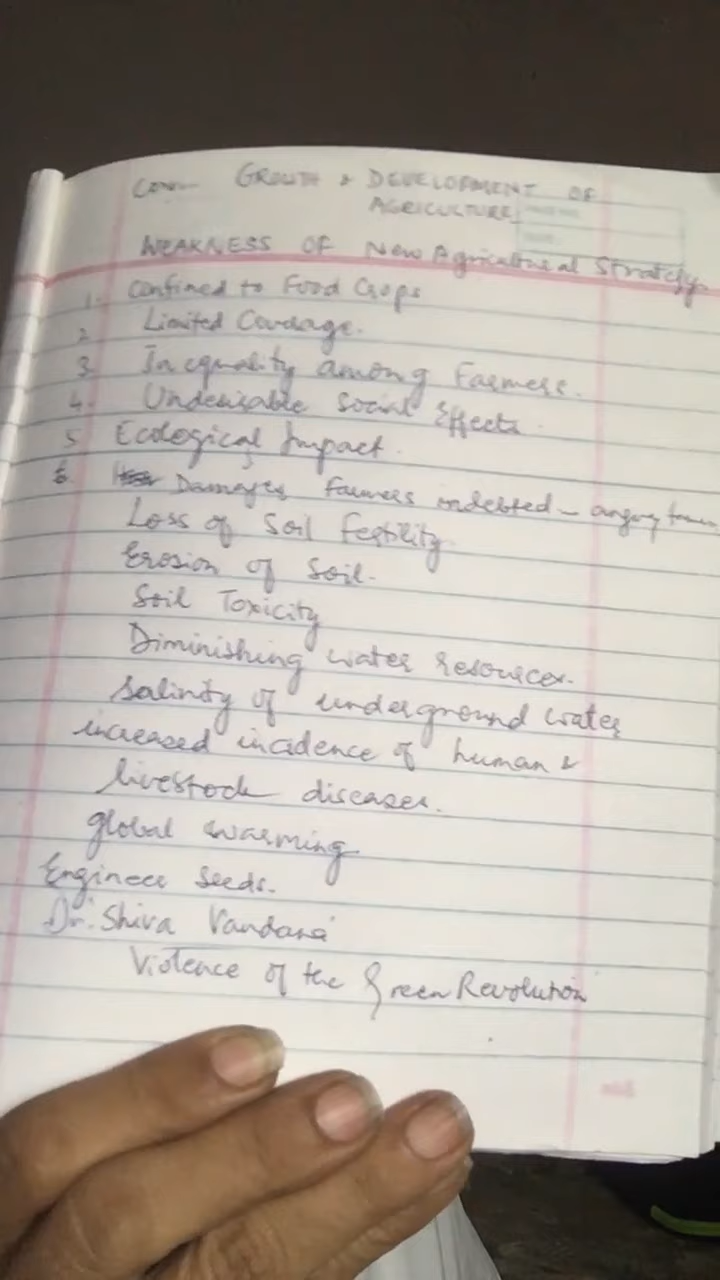 GROWTH & DEVELOPMENT OF
AGRICULTURE
WEAKNESS OF New Agricultural Strategy
1. Confined to Food Crops
2 Limited Coverage.
3. Inequality among Farmers.
4. Undesirable Social Effects.
5 Ecological Impact.
6. Damages farmers indebted - angry
Loss of Soil fertility.
Erosion of Soil.
Soil Toxicity
Diminishing water resources.
Salinity of underground water
increased incidence of human &
livestock diseases.
global warming
Engineer Seeds.
Dr. Shiva Vandana
Violence of the Green Revolution